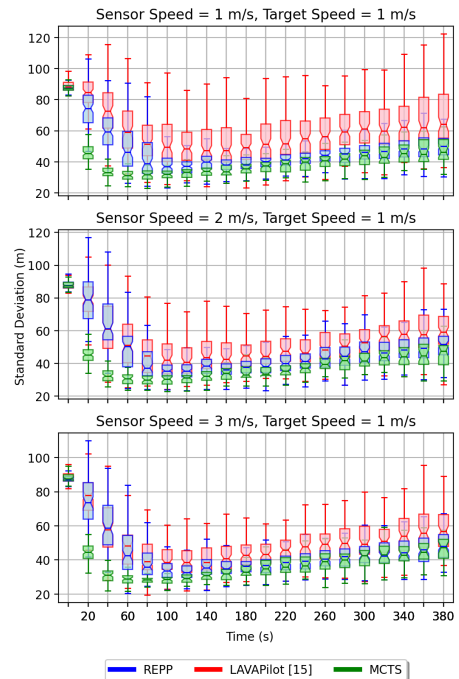 Sensor Speed = 1 m/s, Target Speed = 1 m/s
120
100
80
60
40
20
Sensor Speed = 2 m/s, Target Speed = 1 m/s
120
100
80
60
40
20
Standard Deviation (m)
Sensor Speed = 3 m/s, Target Speed = 1 m/s
100
80
60
40
20
20 60 100 140 180 220 260 300 340 380
Time (s)
REPP LAVAPilot [15] MCTS